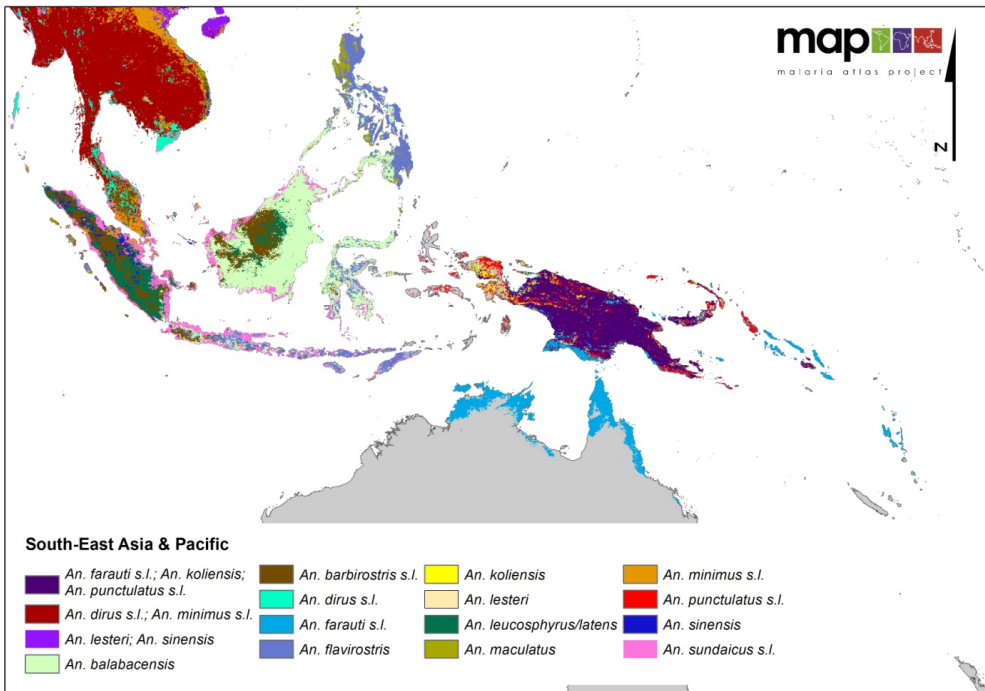 map
malaria atlas project
N
South-East Asia & Pacific
An. farauti s.l.; An. koliensis;
An. punctulatus s.l.
An. dirus s.l.; An. minimus s.l.
An. lesteri; An. sinensis
An. balabacensis
An. barbirostris s.l.
An. dirus s.l.
An. farauti s.l.
An. flavirostris
An. koliensis
An. lesteri
An. leucosphyrus/latens
An. maculatus
An. minimus s.l.
An. punctulatus s.l.
An. sinensis
An. sundaicus s.l.